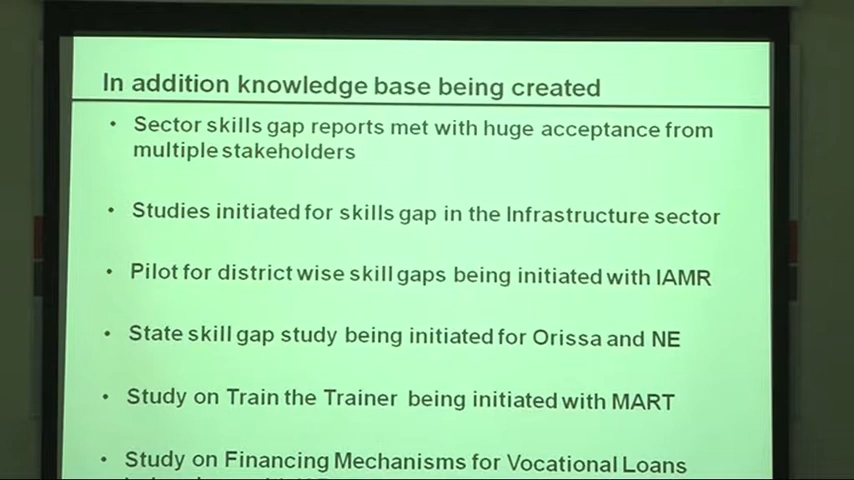 In addition knowledge base being created
• Sector skills gap reports met with huge acceptance from
multiple stakeholders
• Studies initiated for skills gap in the Infrastructure sector
• Pilot for district wise skill gaps being initiated with IAMR
• State skill gap study being initiated for Orissa and NE
• Study on Train the Trainer being initiated with MART
• Study on Financing Mechanisms for Vocational Loans